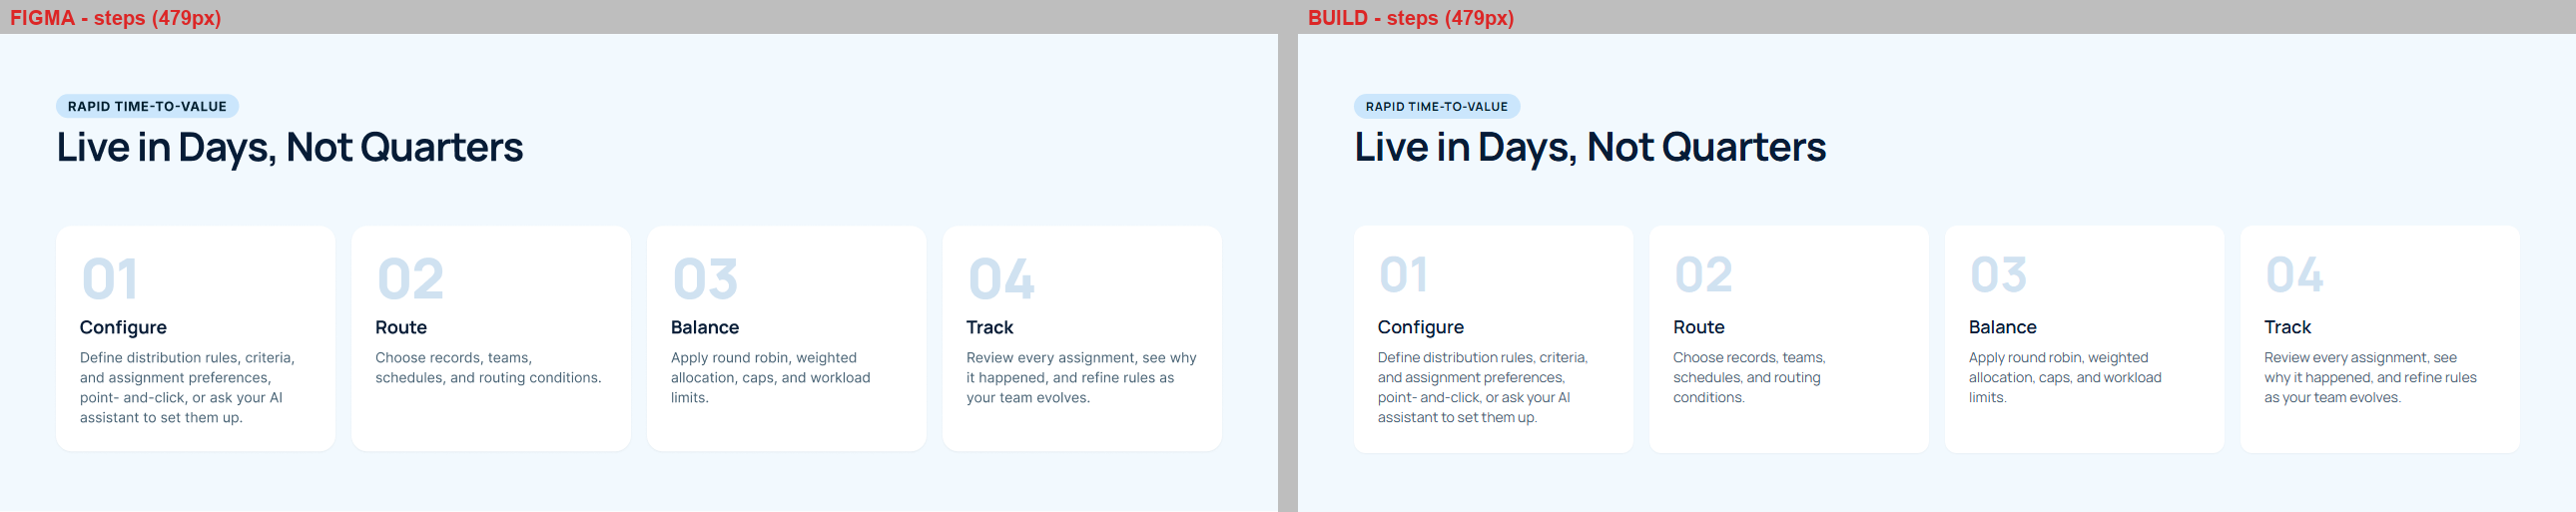 FIGMA - steps (479px)
RAPID TIME-TO-VALUE
Live in Days, Not Quarters
01
Configure
Define distribution rules, criteria,
and assignment preferences,
point- and-click, or ask your AI
assistant to set them up.
02
Route
Choose records, teams,
schedules, and routing conditions.
03
Balance
Apply round robin, weighted
allocation, caps, and workload
limits.
04
Track
Review every assignment, see why
it happened, and refine rules as
your team evolves.
BUILD - steps (479px)
RAPID TIME-TO-VALUE
Live in Days, Not Quarters
01
Configure
Define distribution rules, criteria,
and assignment preferences,
point- and-click, or ask your AI
assistant to set them up.
02
Route
Choose records, teams,
schedules, and routing
conditions.
03
Balance
Apply round robin, weighted
allocation, caps, and workload
limits.
04
Track
Review every assignment, see
why it happened, and refine rules
as your team evolves.